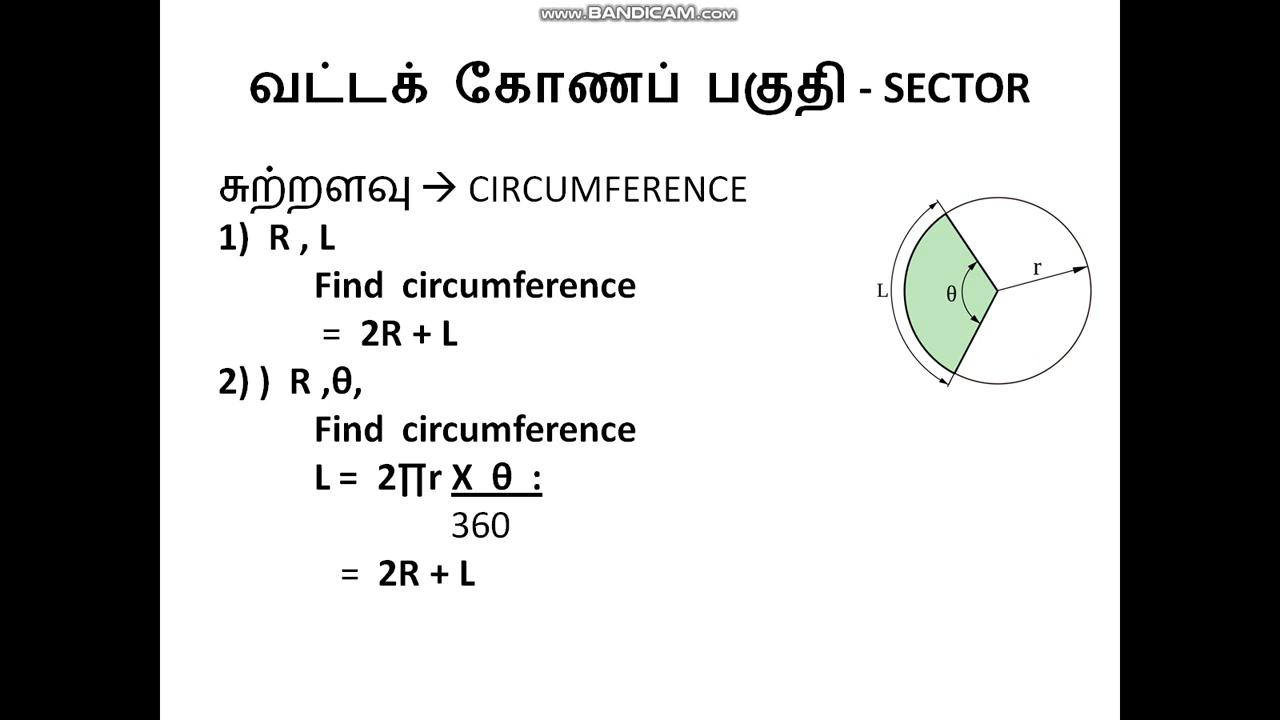 www.BANDICAM.com
வட்டக் கோணப் பகுதி - SECTOR
சுற்றளவு → CIRCUMFERENCE
1) R , L
Find circumference
= 2R + L
2) ) R ,θ,
Find circumference
L = 2∏r X θ :
360
= 2R + L
L
θ
r